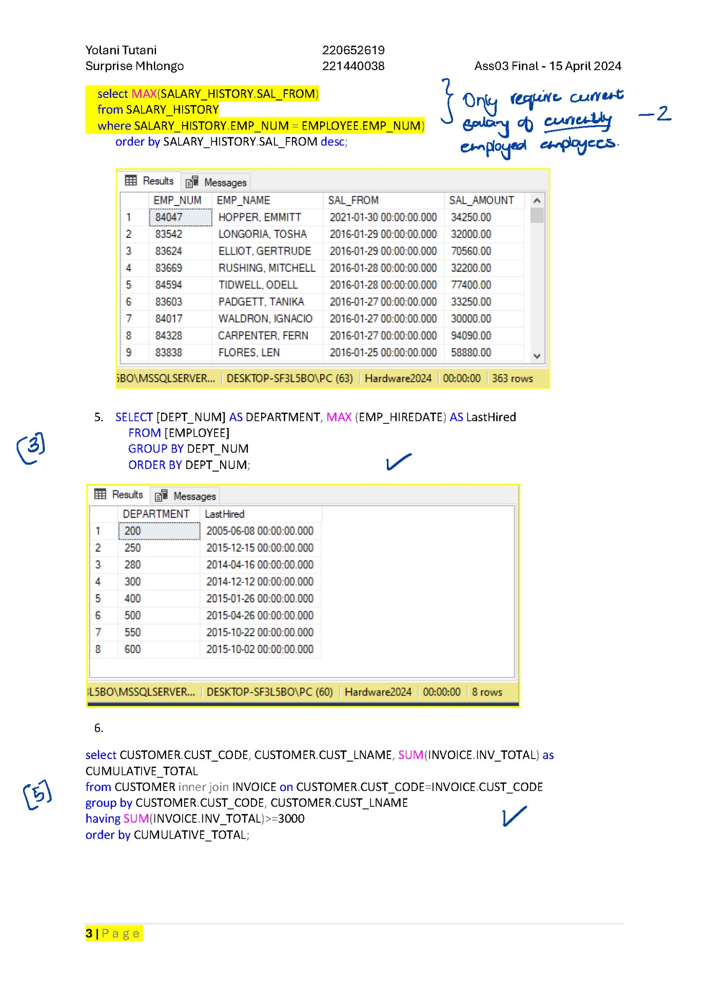 Yolani Tutani 220652619
Surprise Mhlongo 221440038 Ass03 Final - 15 April 2024
select MAX(SALARY_HISTORY.SAL_FROM)
from SALARY_HISTORY
where SALARY_HISTORY.EMP_NUM = EMPLOYEE.EMP_NUM)
order by SALARY_HISTORY.SAL_FROM desc;
Only require current
salary of currently
employed employees.
-2
Results Messages
EMP_NUM EMP_NAME SAL_FROM SAL_AMOUNT
1 84047 HOPPER, EMMITT 2021-01-30 00:00:00.000 34250.00
2 83542 LONGORIA, TOSHA 2016-01-29 00:00:00.000 32000.00
3 83624 ELLIOT, GERTRUDE 2016-01-29 00:00:00.000 70560.00
4 83669 RUSHING, MITCHELL 2016-01-28 00:00:00.000 32200.00
5 84594 TIDWELL, ODELL 2016-01-28 00:00:00.000 77400.00
6 83603 PADGETT, TANIKA 2016-01-27 00:00:00.000 33250.00
7 84017 WALDRON, IGNACIO 2016-01-27 00:00:00.000 30000.00
8 84328 CARPENTER, FERN 2016-01-27 00:00:00.000 94090.00
9 83838 FLORES, LEN 2016-01-25 00:00:00.000 58880.00
5BO\MSSQLSERVER... DESKTOP-SF3L5BO\PC (63) Hardware2024 00:00:00 363 rows
5. SELECT [DEPT_NUM] AS DEPARTMENT, MAX (EMP_HIREDATE) AS LastHired
FROM [EMPLOYEE]
[3]
GROUP BY DEPT_NUM
ORDER BY DEPT_NUM;
Results Messages
DEPARTMENT LastHired
1 200 2005-06-08 00:00:00.000
2 250 2015-12-15 00:00:00.000
3 280 2014-04-16 00:00:00.000
4 300 2014-12-12 00:00:00.000
5 400 2015-01-26 00:00:00.000
6 500 2015-04-26 00:00:00.000
7 550 2015-10-22 00:00:00.000
8 600 2015-10-02 00:00:00.000
3L5BO\MSSQLSERVER... DESKTOP-SF3L5BO\PC (60) Hardware2024 00:00:00 8 rows
6.
select CUSTOMER.CUST_CODE, CUSTOMER.CUST_LNAME, SUM(INVOICE.INV_TOTAL) as
CUMULATIVE_TOTAL
from CUSTOMER inner join INVOICE on CUSTOMER.CUST_CODE=INVOICE.CUST_CODE
[5]
group by CUSTOMER.CUST_CODE, CUSTOMER.CUST_LNAME
having SUM(INVOICE.INV_TOTAL)>=3000
order by CUMULATIVE_TOTAL;
3 | Page